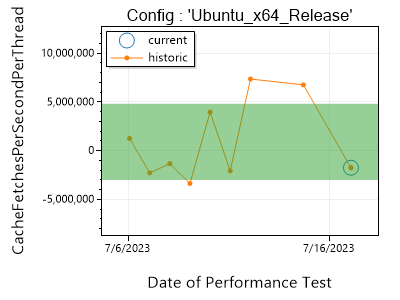 Config : 'Ubuntu_x64_Release'
current
historic
CacheFetchesPerSecondPerThread
10,000,000
5,000,000
0
-5,000,000
7/6/2023
7/16/2023
Date of Performance Test